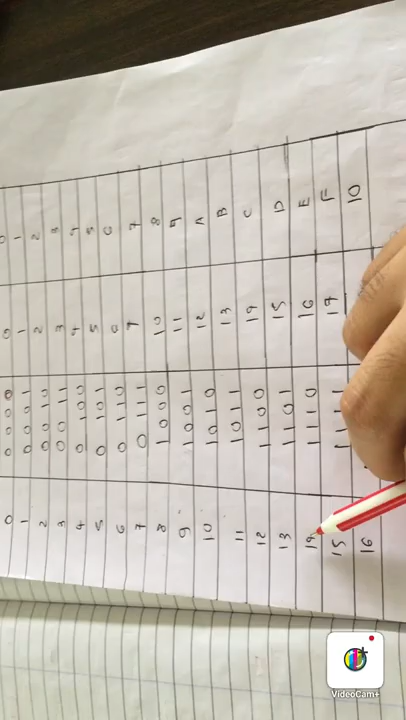 0 0000 0 0
1 0001 1 1
2 0010 2 2
3 0011 3 3
4 0100 4 4
5 0101 5 5
6 0110 6 6
7 0111 7 7
8 1000 10 8
9 1001 11 9
10 1010 12 A
11 1011 13 B
12 1100 14 C
13 1101 15 D
14 1110 16 E
15 1111 17 F
16 10
VideoCam+